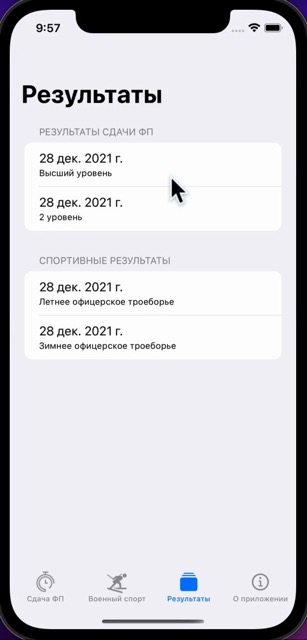 9:57
Результаты
РЕЗУЛЬТАТЫ СДАЧИ ФП
28 дек. 2021 г.
Высший уровень
28 дек. 2021 г.
2 уровень
СПОРТИВНЫЕ РЕЗУЛЬТАТЫ
28 дек. 2021 г.
Летнее офицерское троеборье
28 дек. 2021 г.
Зимнее офицерское троеборье
Сдача ФП Военный спорт Результаты О приложении